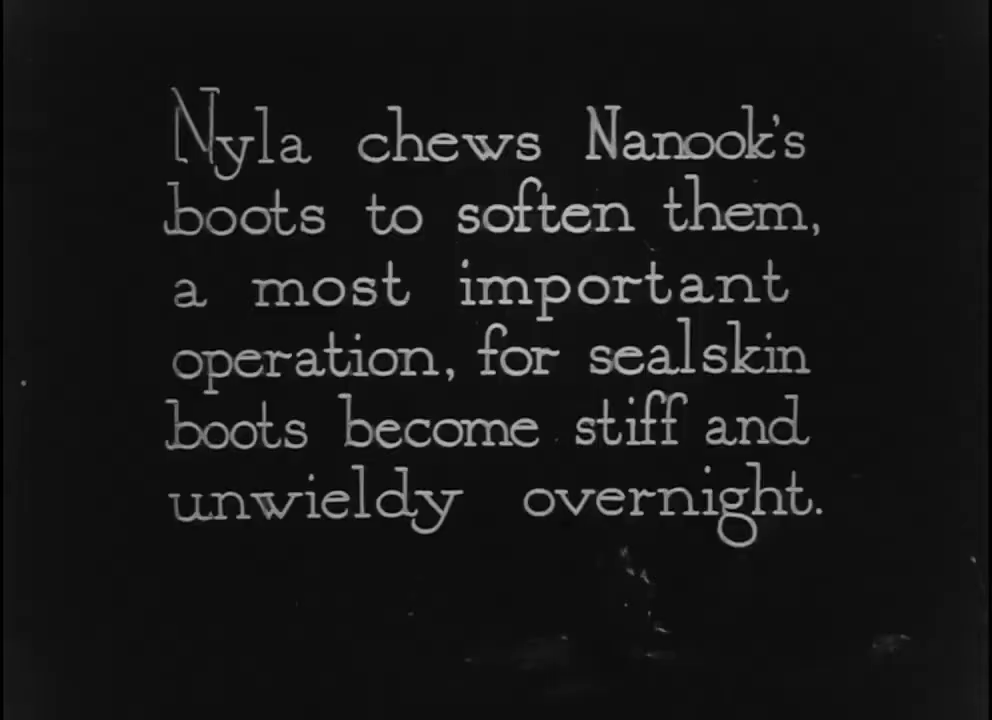 Nyla chews Nanook's
boots to soften them,
a most important
operation, for sealskin
boots become stiff and
unwieldy overnight.